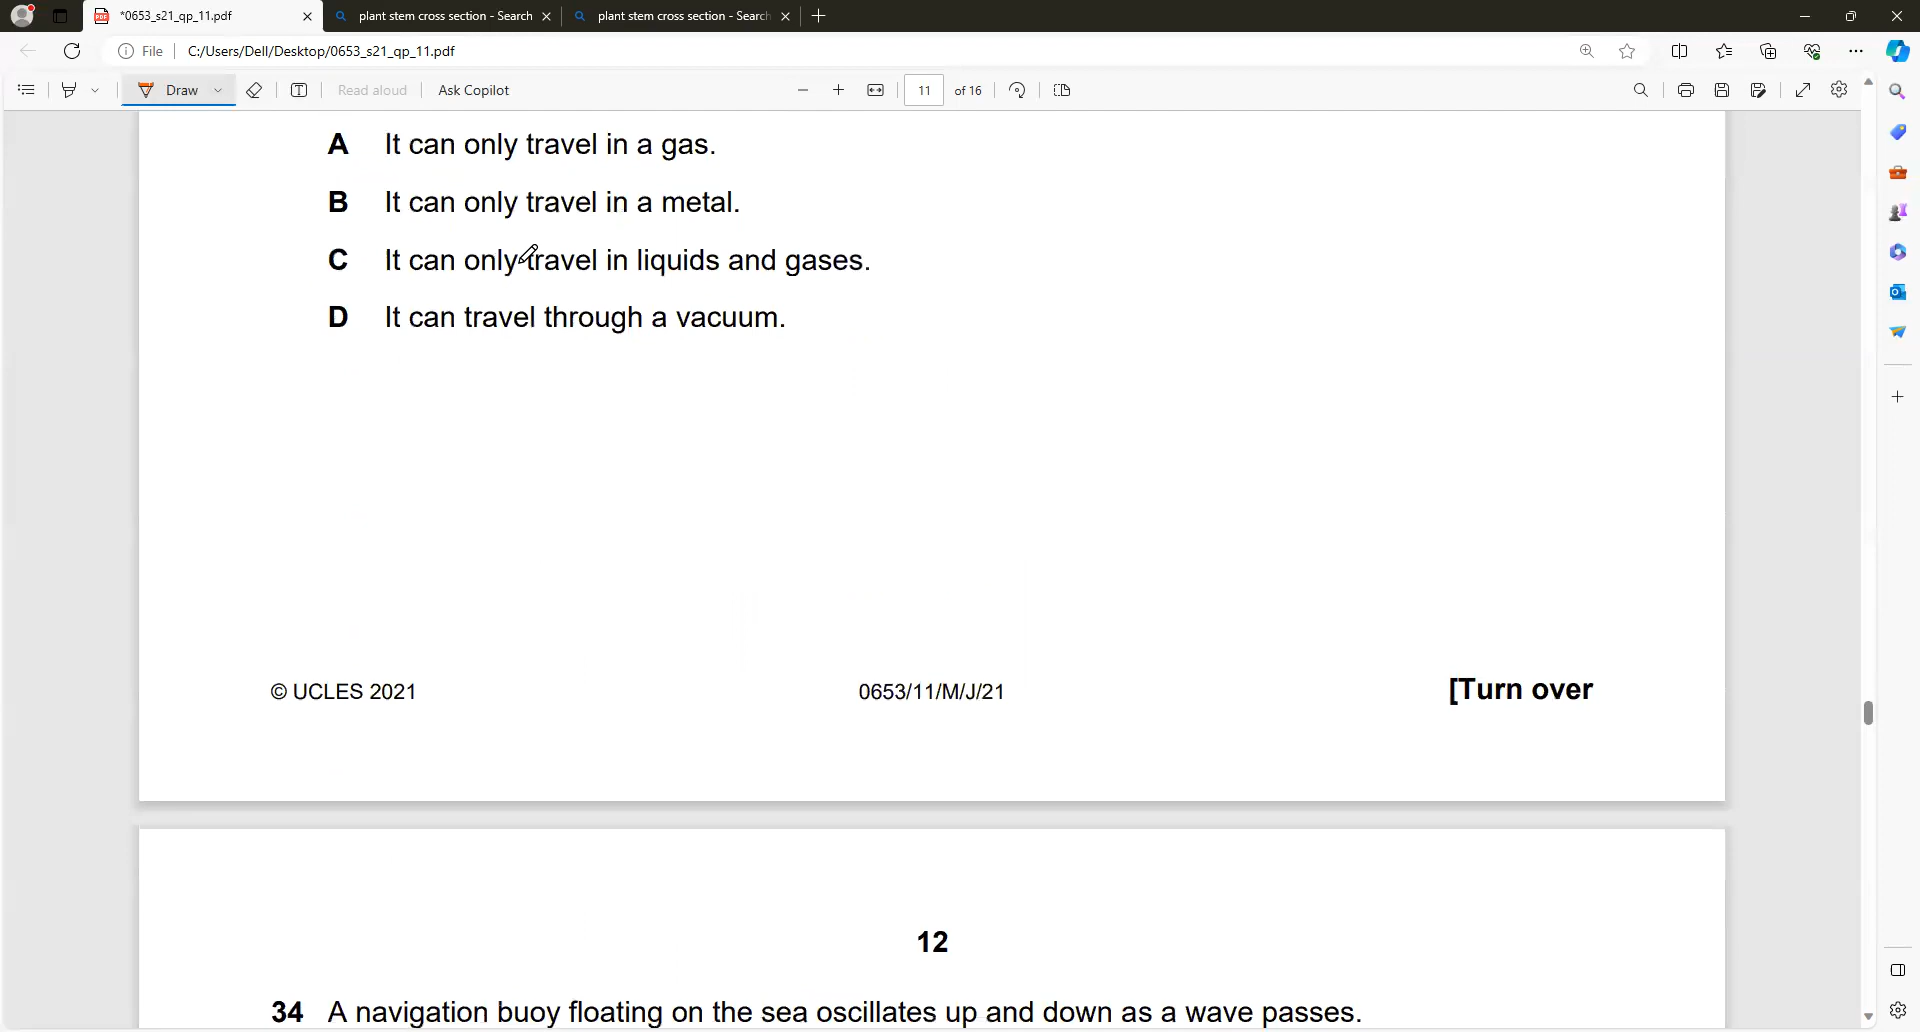 *0653_s21_qp_11.pdf
plant stem cross section - Search
plant stem cross section - Search
File
C:/Users/Dell/Desktop/0653_s21_qp_11.pdf
Draw
Read aloud
Ask Copilot
11 of 16
A It can only travel in a gas.
B It can only travel in a metal.
C It can only travel in liquids and gases.
D It can travel through a vacuum.
© UCLES 2021
0653/11/M/J/21
[Turn over
12
34 A navigation buoy floating on the sea oscillates up and down as a wave passes.